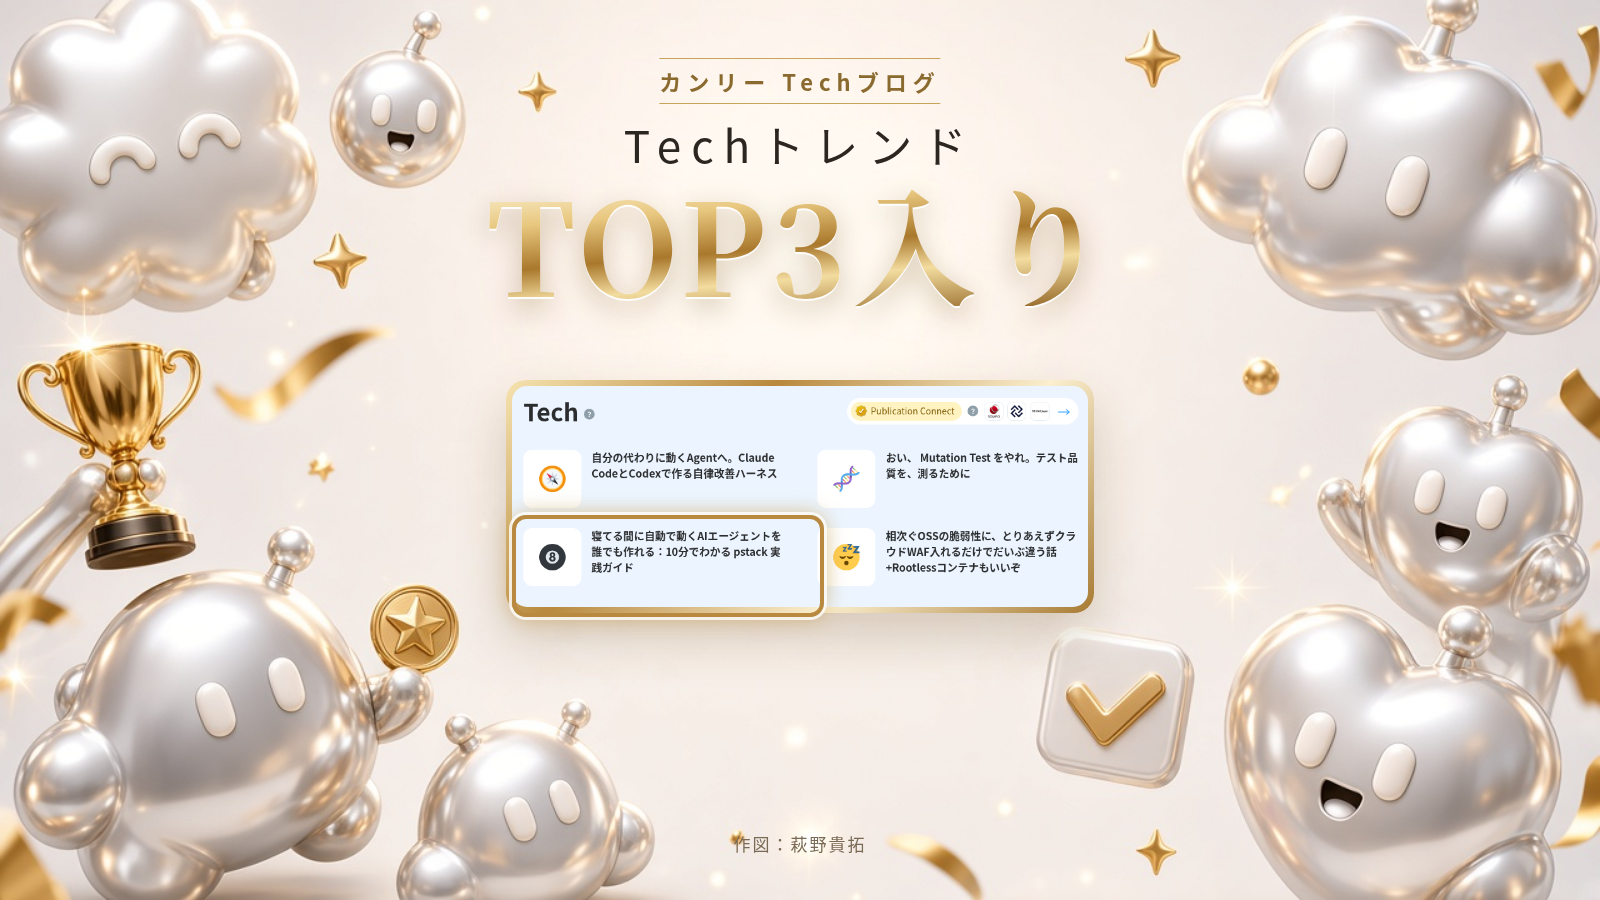 カンリー Techブログ
Techトレンド
TOP3入り
Tech ?
Publication Connect ?
自分の代わりに動くAgentへ。Claude
CodeとCodexで作る自律改善ハーネス
おい、 Mutation Test をやれ。テスト品
質を、測るために
8
寝てる間に自動で動くAIエージェントを
誰でも作れる：10分でわかる pstack 実
践ガイド
相次ぐOSSの脆弱性に、とりあえずクラ
ウドWAF入れるだけでだいぶ違う話
+Rootlessコンテナもいいぞ
作図：萩野貴拓